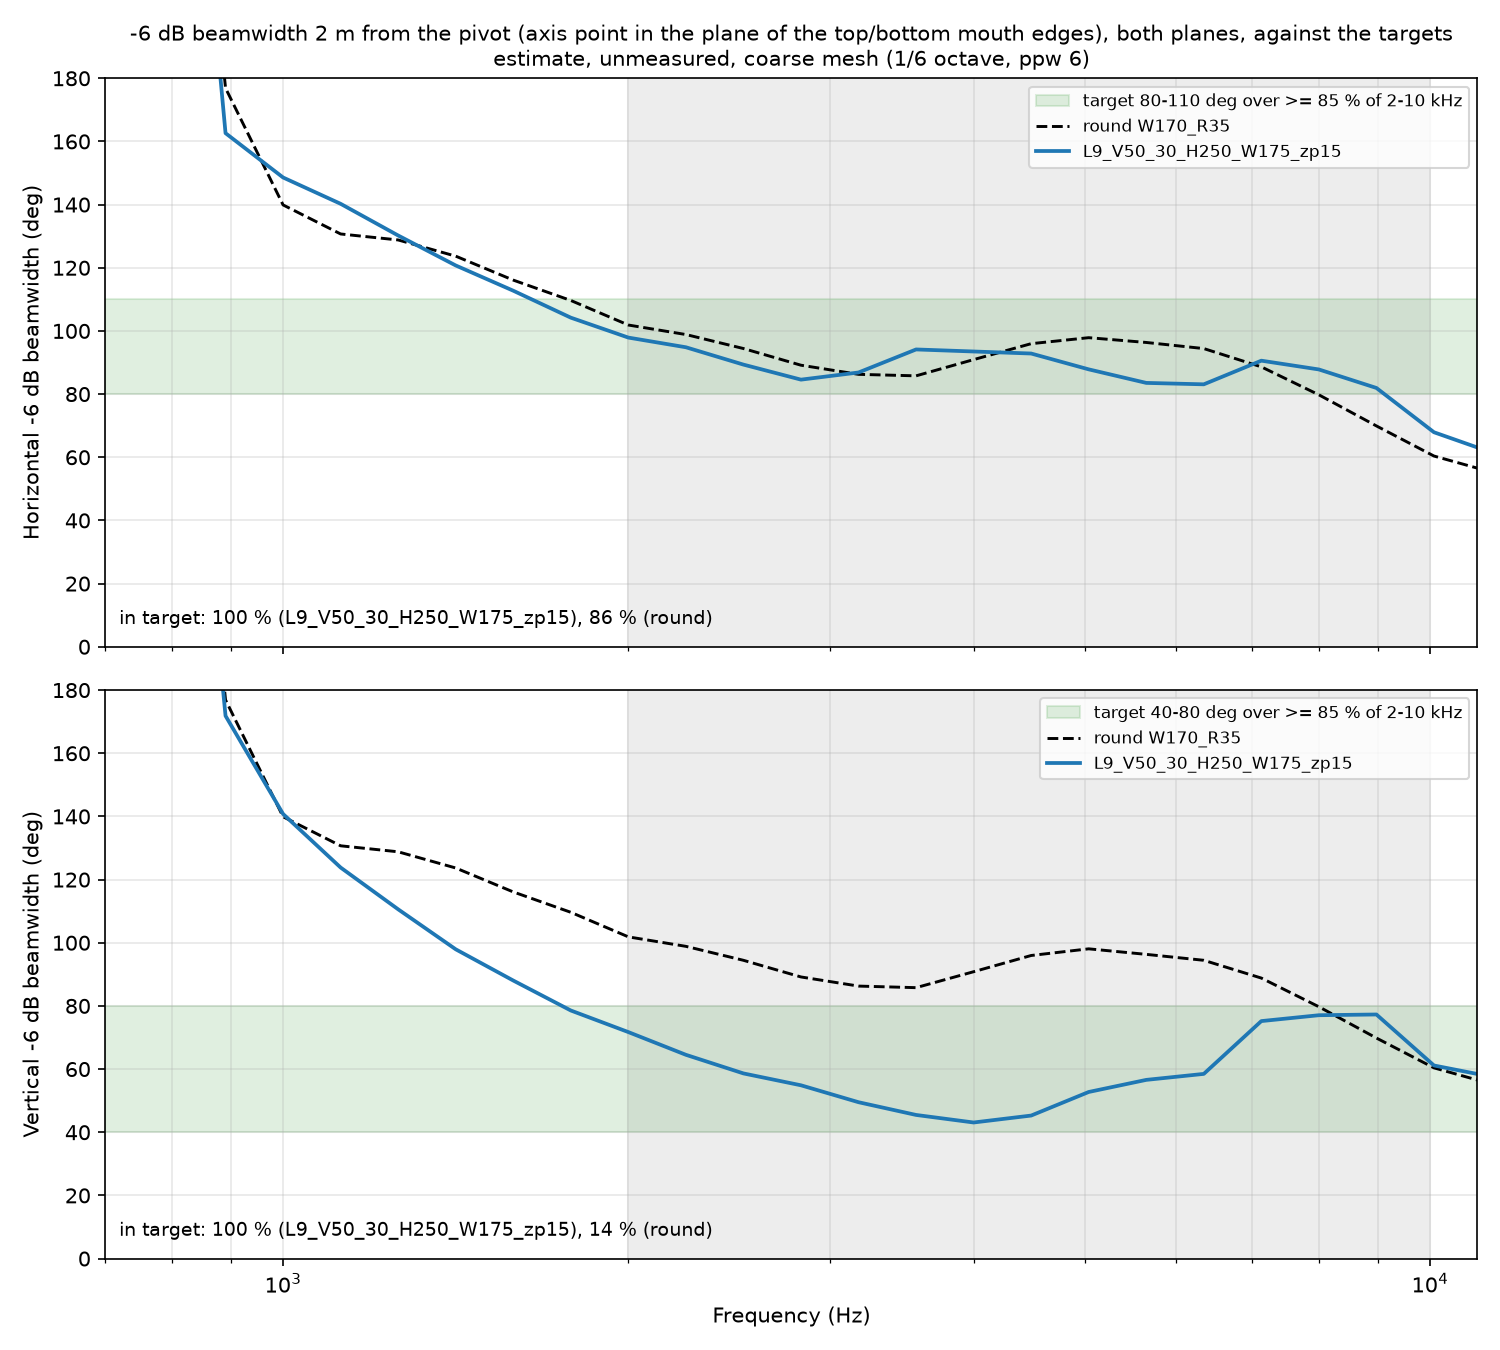 -6 dB beamwidth 2 m from the pivot (axis point in the plane of the top/bottom mouth edges), both planes, against the targets
estimate, unmeasured, coarse mesh (1/6 octave, ppw 6)
Horizontal -6 dB beamwidth (deg)
180
160
140
120
100
80
60
40
20
0
target 80-110 deg over >= 85 % of 2-10 kHz
round W170_R35
L9_V50_30_H250_W175_zp15
in target: 100 % (L9_V50_30_H250_W175_zp15), 86 % (round)
Vertical -6 dB beamwidth (deg)
180
160
140
120
100
80
60
40
20
0
target 40-80 deg over >= 85 % of 2-10 kHz
round W170_R35
L9_V50_30_H250_W175_zp15
in target: 100 % (L9_V50_30_H250_W175_zp15), 14 % (round)
10³ 10⁴
Frequency (Hz)